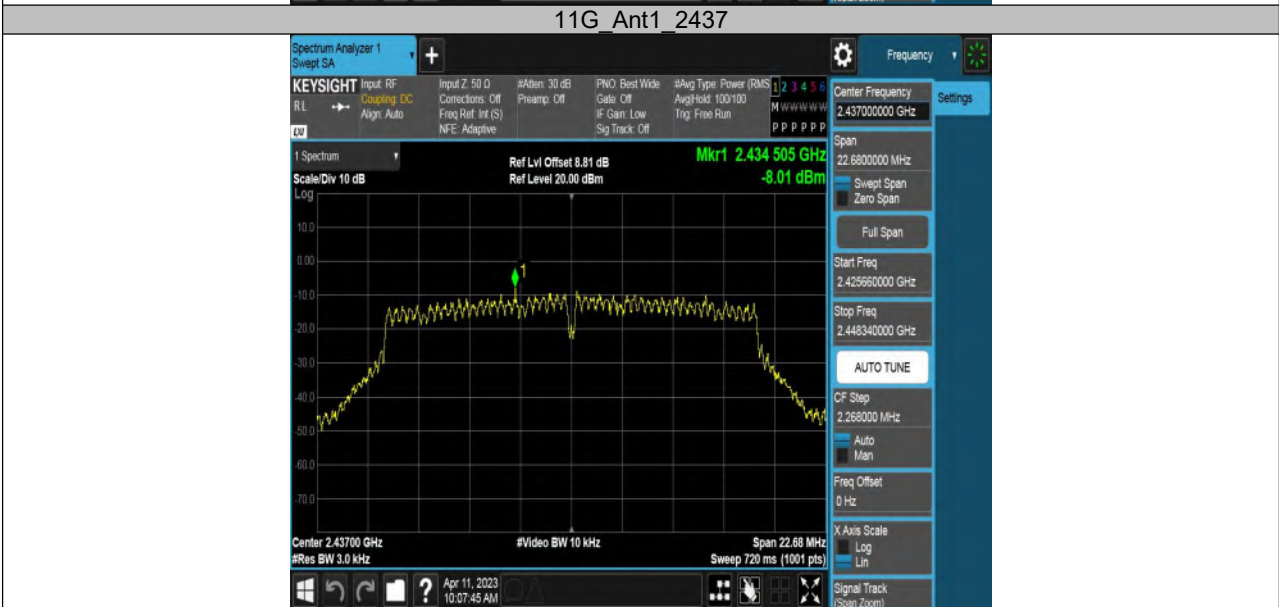 11G_Ant1_2437
Spectrum Analyzer 1
Swept SA
+
Frequency
KEYSIGHT
RL
LXI
Input: RF
Coupling: DC
Align: Auto
Input Z: 50 Ω
Corrections: Off
Freq Ref: Int (S)
NFE: Adaptive
#Atten: 30 dB
Preamp: Off
PNO: Best Wide
Gate: Off
IF Gain: Low
Sig Track: Off
#Avg Type: Power (RMS
Avg|Hold: 100/100
Trig: Free Run
1 2 3 4 5 6
M W W W W W
P P P P P P
Center Frequency
2.437000000 GHz
Settings
1 Spectrum
Scale/Div 10 dB
Log
Ref Lvl Offset 8.81 dB
Ref Level 20.00 dBm
Mkr1 2.434 505 GHz
-8.01 dBm
Span
22.6800000 MHz
Swept Span
Zero Span
Full Span
Start Freq
2.425660000 GHz
Stop Freq
2.448340000 GHz
AUTO TUNE
CF Step
2.268000 MHz
Auto
Man
Freq Offset
0 Hz
X Axis Scale
Log
Lin
Signal Track
(Span Zoom)
10.0
0.00
-10.0
-20.0
-30.0
-40.0
-50.0
-60.0
-70.0
1
Center 2.43700 GHz
#Res BW 3.0 kHz
#Video BW 10 kHz
Span 22.68 MHz
Sweep 720 ms (1001 pts)
?
Apr 11, 2023
10:07:45 AM